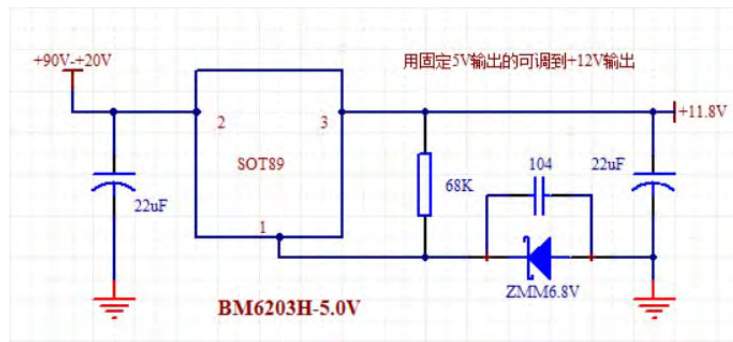 +90V-+20V
用固定5V输出的可调到+12V输出
2
3
+11.8V
SOT89
104
22uF
68K
22uF
1
ZMM6.8V
BM6203H-5.0V